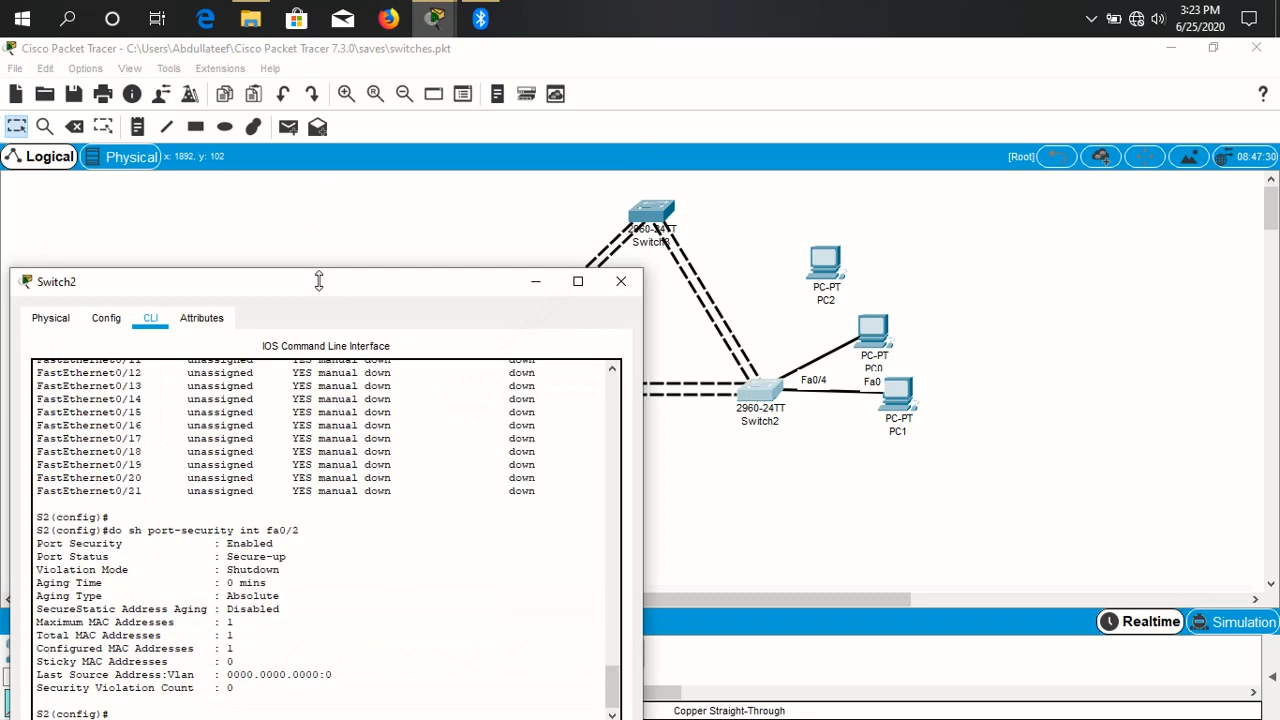 3:23 PM
6/25/2020
Cisco Packet Tracer - C:\Users\Abdullateef\Cisco Packet Tracer 7.3.0\saves\switches.pkt
File Edit Options View Tools Extensions Help
Logical Physical x: 1892, y: 102 [Root] 08:47:30
2960-24TT
Switch3
PC-PT
PC2
PC-PT
PC0
Fa0/4 Fa0
2960-24TT
Switch2
PC-PT
PC1
Switch2
Physical Config CLI Attributes
IOS Command Line Interface
FastEthernet0/11 unassigned YES manual down down
FastEthernet0/12 unassigned YES manual down down
FastEthernet0/13 unassigned YES manual down down
FastEthernet0/14 unassigned YES manual down down
FastEthernet0/15 unassigned YES manual down down
FastEthernet0/16 unassigned YES manual down down
FastEthernet0/17 unassigned YES manual down down
FastEthernet0/18 unassigned YES manual down down
FastEthernet0/19 unassigned YES manual down down
FastEthernet0/20 unassigned YES manual down down
FastEthernet0/21 unassigned YES manual down down
S2(config)#
S2(config)#do sh port-security int fa0/2
Port Security : Enabled
Port Status : Secure-up
Violation Mode : Shutdown
Aging Time : 0 mins
Aging Type : Absolute
SecureStatic Address Aging : Disabled
Maximum MAC Addresses : 1
Total MAC Addresses : 1
Configured MAC Addresses : 1
Sticky MAC Addresses : 0
Last Source Address:Vlan : 0000.0000.0000:0
Security Violation Count : 0
S2(config)#
Realtime Simulation
Copper Straight-Through